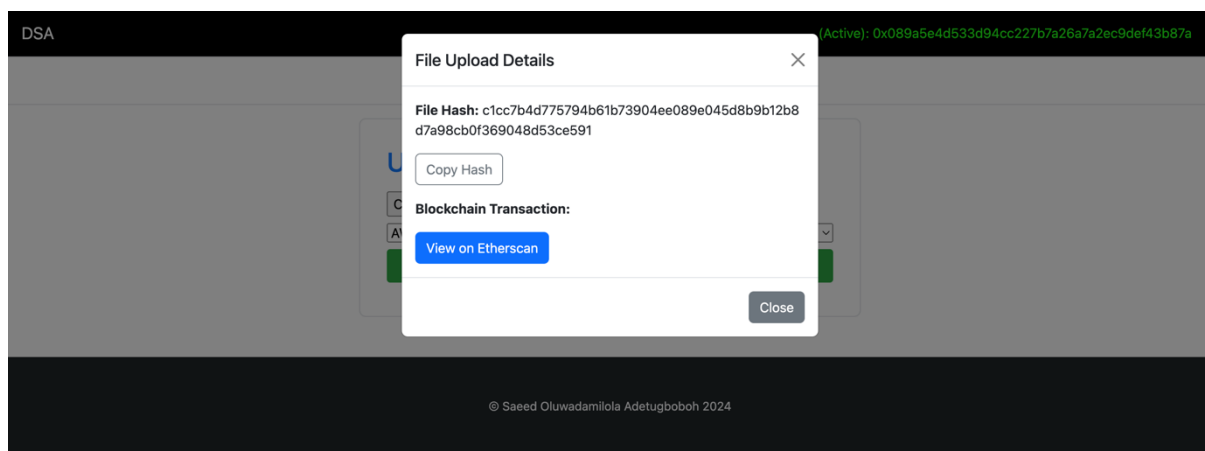 DSA
(Active): 0x089a5e4d533d94cc227b7a26a7a2ec9def43b87a
File Upload Details
File Hash: c1cc7b4d775794b61b73904ee089e045d8b9b12b8
d7a98cb0f369048d53ce591
Copy Hash
Blockchain Transaction:
View on Etherscan
Close
© Saeed Oluwadamilola Adetugboboh 2024